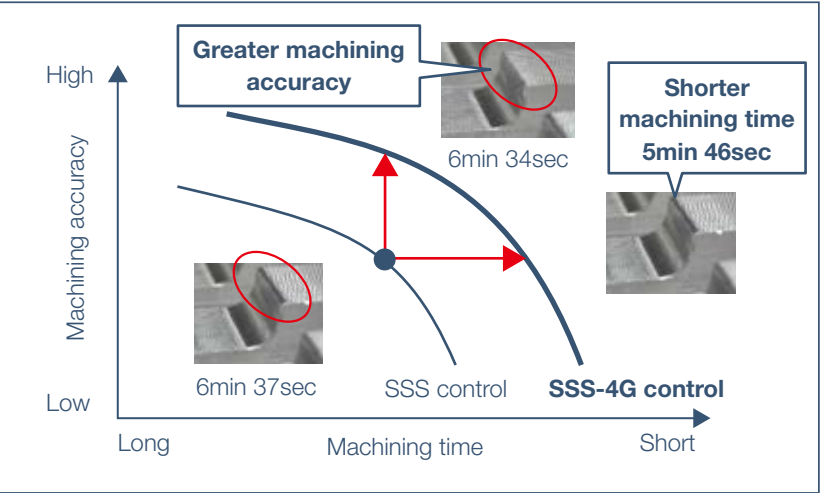 Greater machining
accuracy
High
Shorter
machining time
5min 46sec
6min 34sec
Machining accuracy
6min 37sec
SSS control
SSS-4G control
Low
Long
Machining time
Short